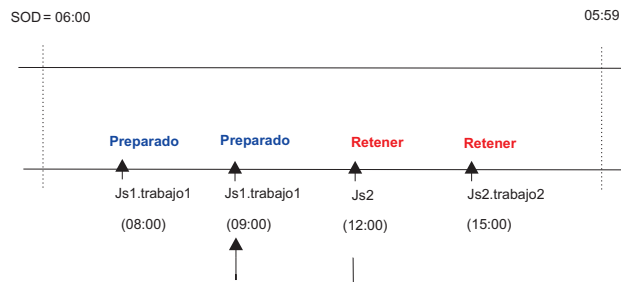 SOD = 06:00 05:59
Preparado Preparado Retener Retener
Js1.trabajo1 Js1.trabajo1 Js2 Js2.trabajo2
(08:00) (09:00) (12:00) (15:00)